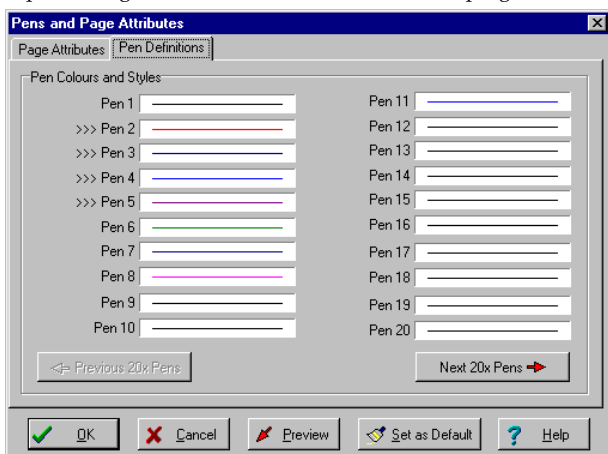 Pens and Page Attributes
Page Attributes
Pen Definitions
Pen Colours and Styles
Pen 1
>>> Pen 2
>>> Pen 3
>>> Pen 4
>>> Pen 5
Pen 6
Pen 7
Pen 8
Pen 9
Pen 10
Pen 11
Pen 12
Pen 13
Pen 14
Pen 15
Pen 16
Pen 17
Pen 18
Pen 19
Pen 20
Previous 20x Pens
Next 20x Pens
OK
Cancel
Preview
Set as Default
Help